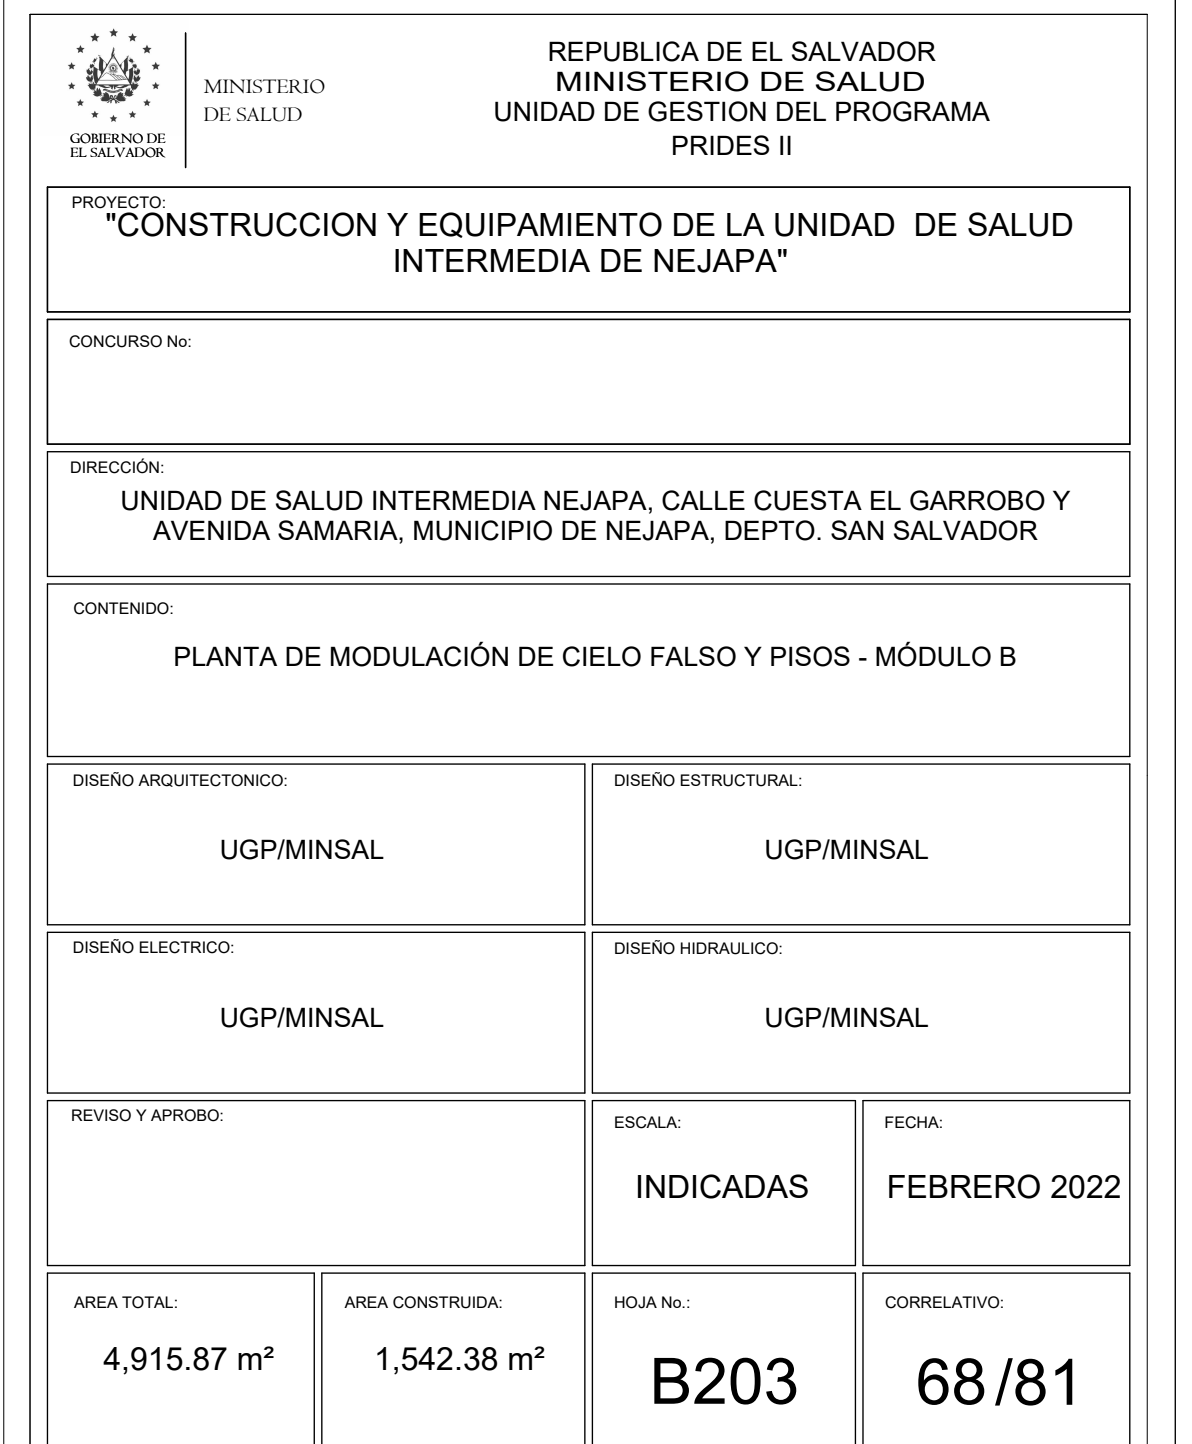 GOBIERNO DE
EL SALVADOR
MINISTERIO
DE SALUD
REPUBLICA DE EL SALVADOR
MINISTERIO DE SALUD
UNIDAD DE GESTION DEL PROGRAMA
PRIDES II
PROYECTO:
"CONSTRUCCION Y EQUIPAMIENTO DE LA UNIDAD DE SALUD
INTERMEDIA DE NEJAPA"
CONCURSO No:
DIRECCIÓN:
UNIDAD DE SALUD INTERMEDIA NEJAPA, CALLE CUESTA EL GARROBO Y
AVENIDA SAMARIA, MUNICIPIO DE NEJAPA, DEPTO. SAN SALVADOR
CONTENIDO:
PLANTA DE MODULACIÓN DE CIELO FALSO Y PISOS - MÓDULO B
DISEÑO ARQUITECTONICO:
UGP/MINSAL
DISEÑO ESTRUCTURAL:
UGP/MINSAL
DISEÑO ELECTRICO:
UGP/MINSAL
DISEÑO HIDRAULICO:
UGP/MINSAL
REVISO Y APROBO:
ESCALA:
INDICADAS
FECHA:
FEBRERO 2022
AREA TOTAL:
4,915.87 m²
AREA CONSTRUIDA:
1,542.38 m²
HOJA No.:
B203
CORRELATIVO:
68/81